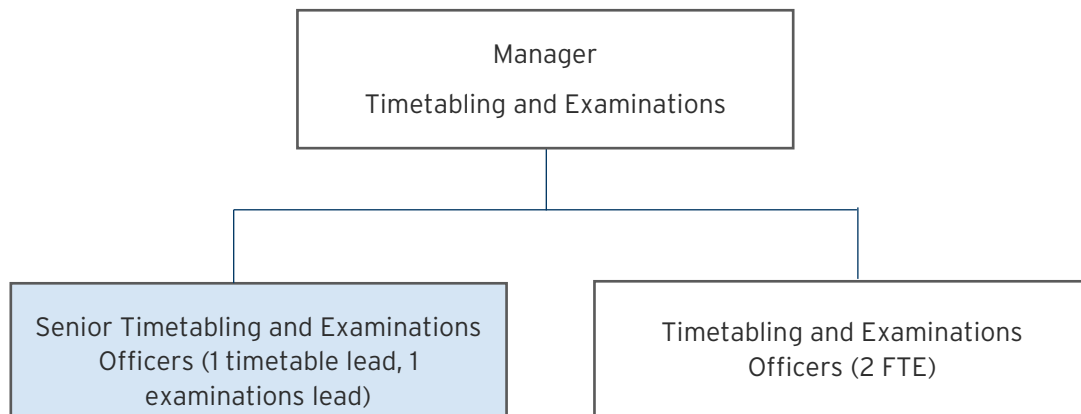 Manager
Timetabling and Examinations
Senior Timetabling and Examinations
Officers (1 timetable lead, 1
examinations lead)
Timetabling and Examinations
Officers (2 FTE)